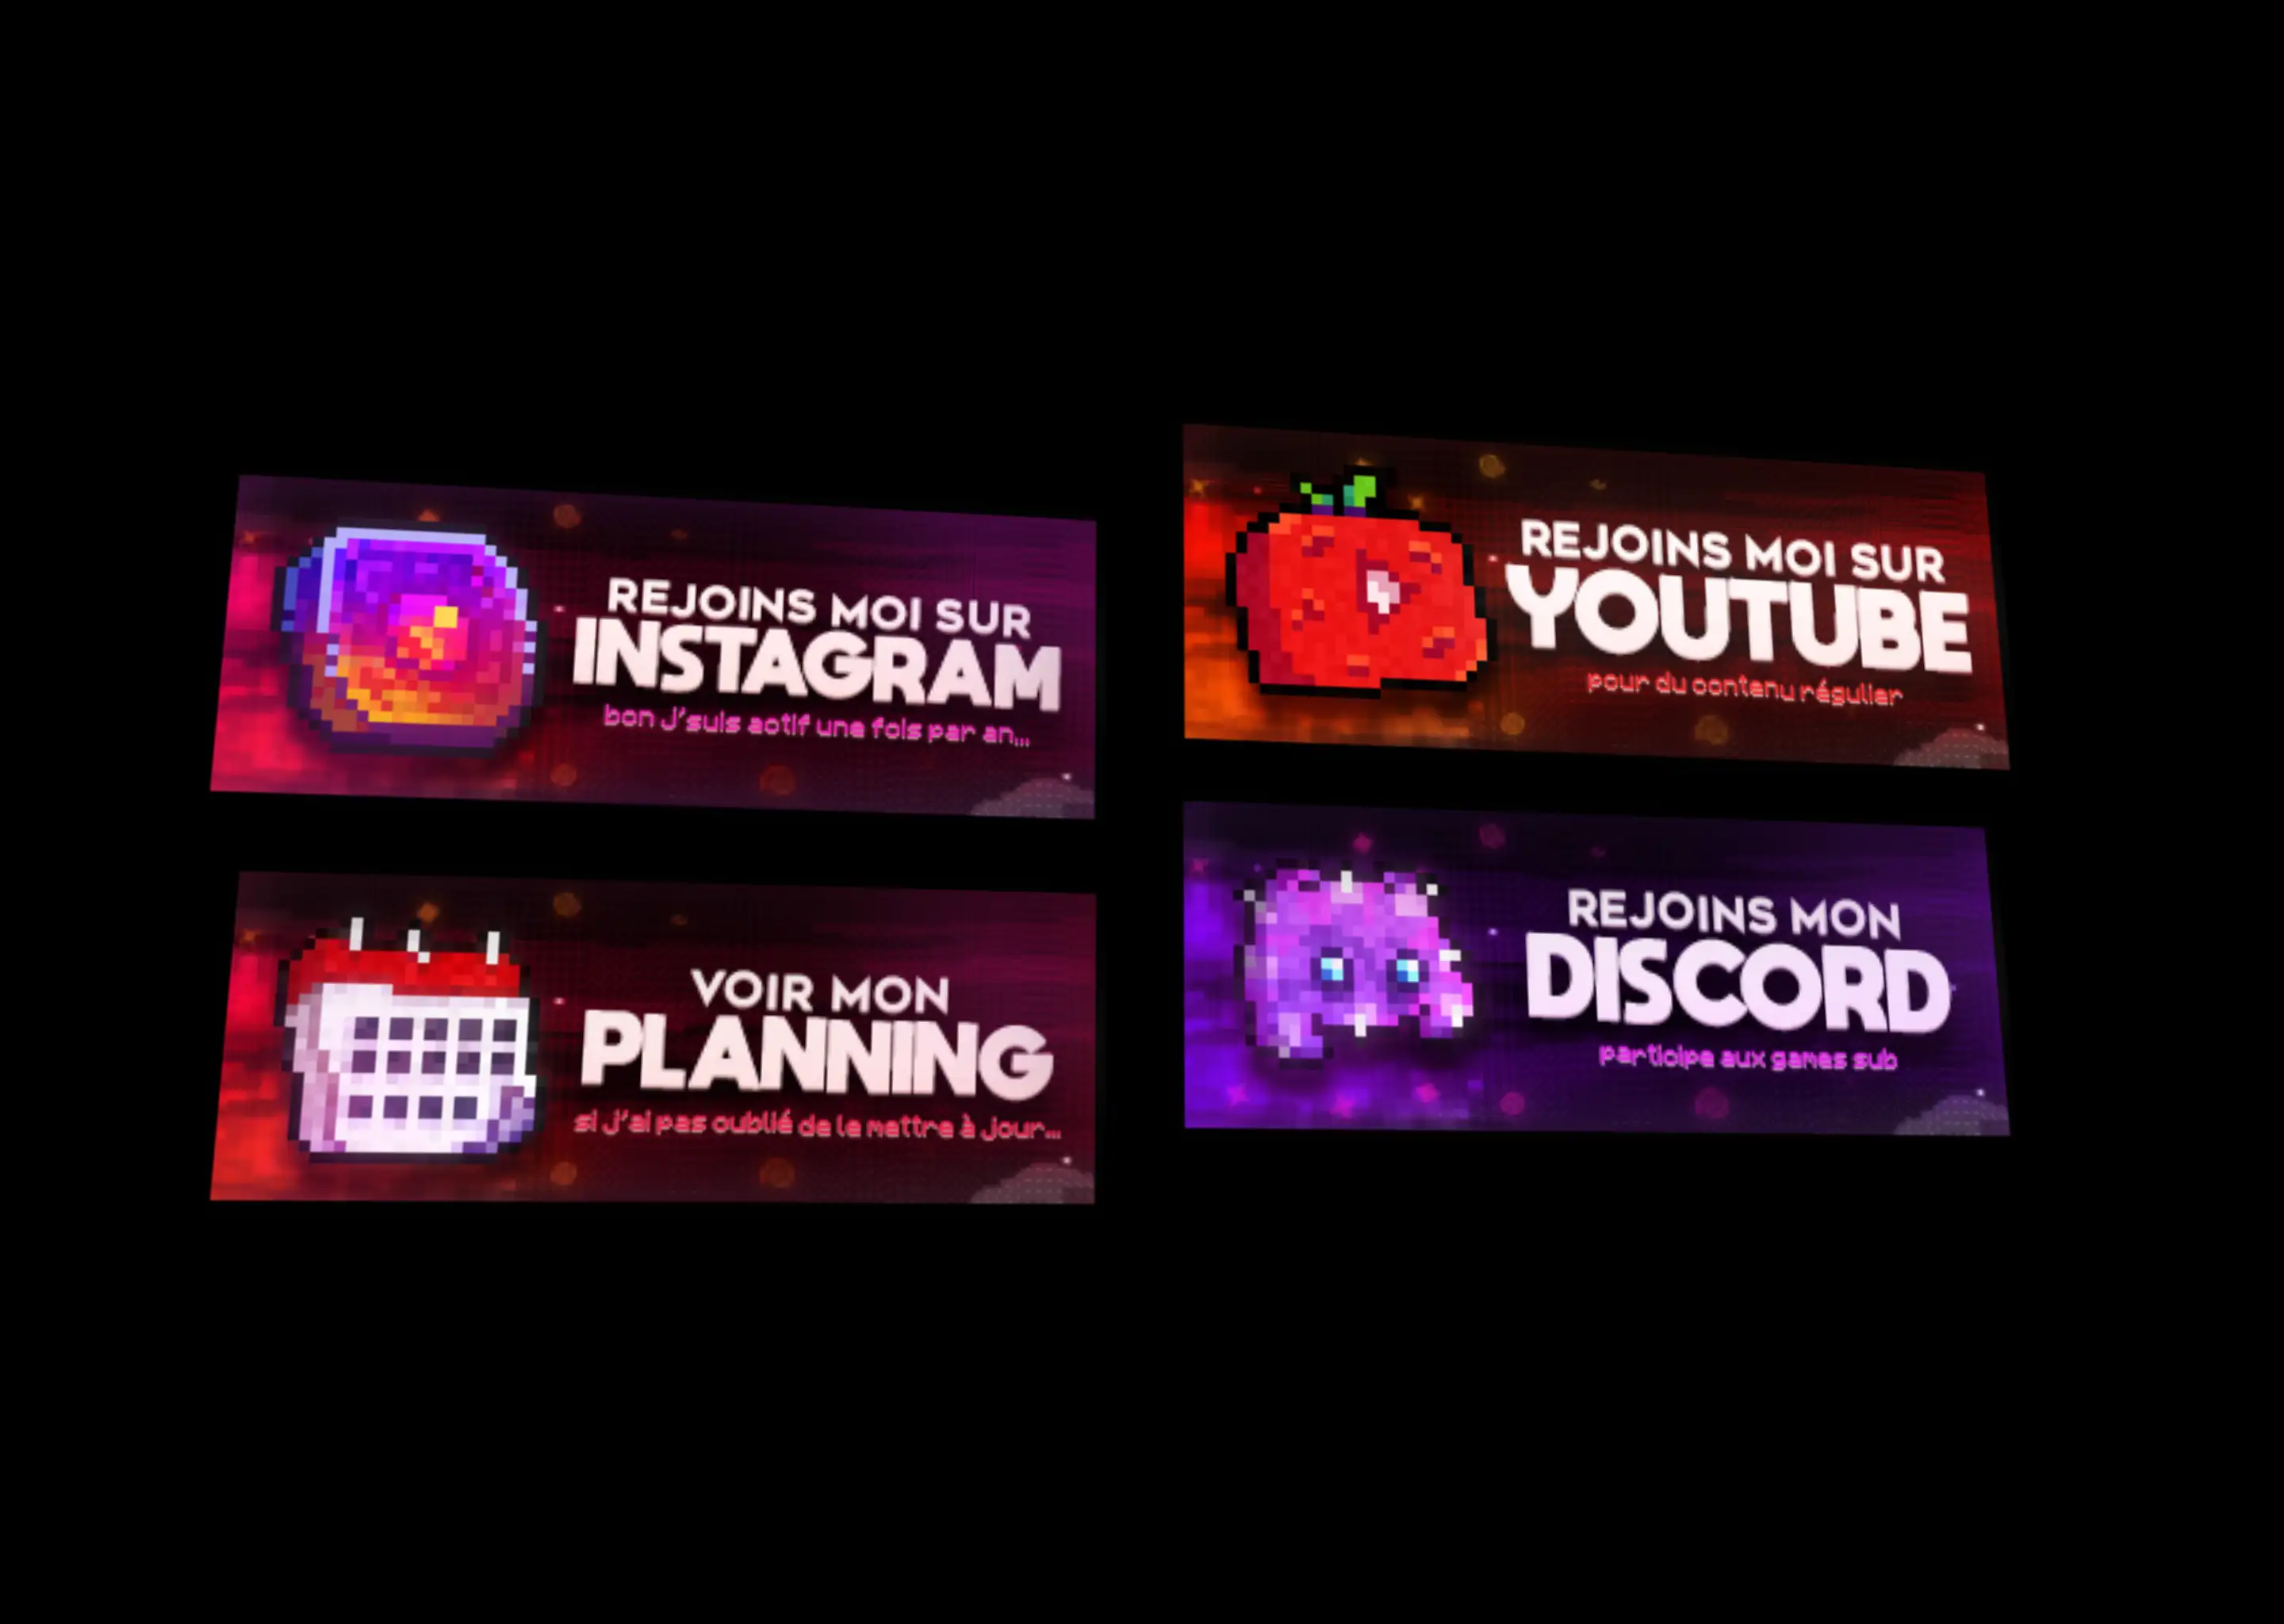 REJOINS MOI SUR
INSTAGRAM
bon j'suis actif une fois par an...
REJOINS MOI SUR
YOUTUBE
pour du contenu régulier
VOIR MON
PLANNING
si j'ai pas oublié de le mettre à jour...
REJOINS MON
DISCORD
participe aux games sub